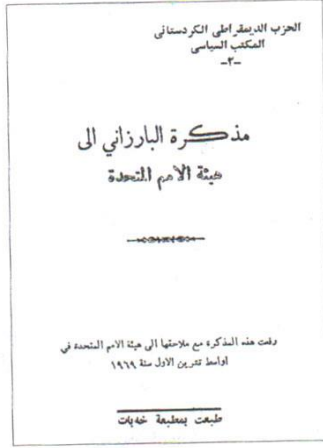 الحزب الديمقراطي الكردستاني
المكتب السياسي
-٢-
مذكرة البارزاني الى
هيئة الامم المتحدة
رفعت هذه المذكرة مع ملاحقها الى هيئة الامم المتحدة في
اواسط تشرين الاول سنة ١٩٦٩
طبعت بمطبعة خهبات